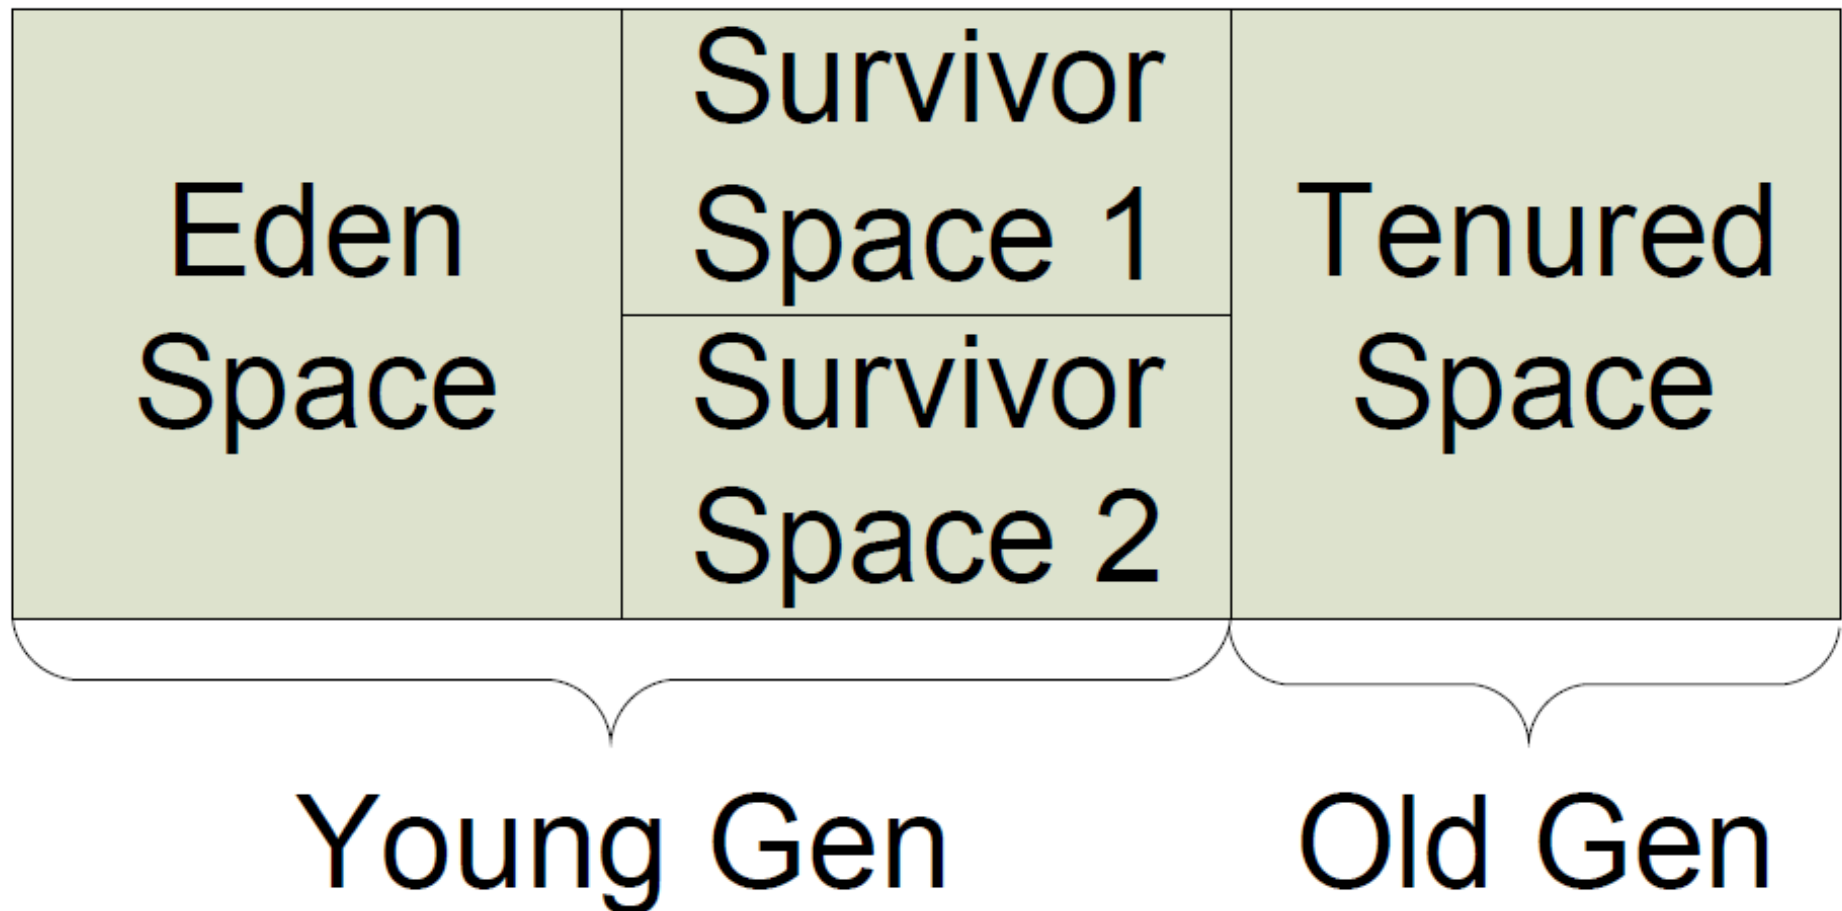 Eden
Space
Survivor
Space 1
Survivor
Space 2
Tenured
Space
Young Gen
Old Gen